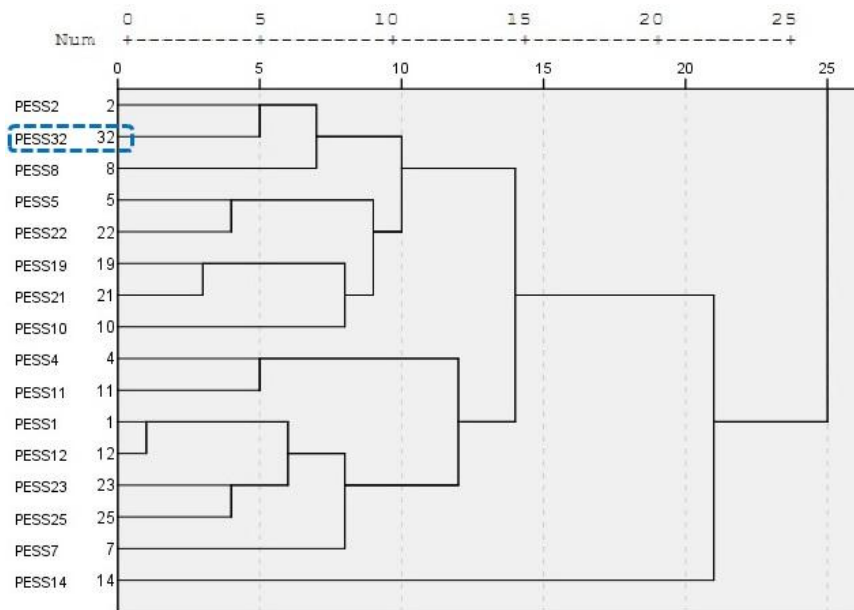 0 5 10 15 20 25
Num +---------+---------+---------+---------+---------+
0 5 10 15 20 25
PESS2 2
PESS32 32
PESS8 8
PESS5 5
PESS22 22
PESS19 19
PESS21 21
PESS10 10
PESS4 4
PESS11 11
PESS1 1
PESS12 12
PESS23 23
PESS25 25
PESS7 7
PESS14 14